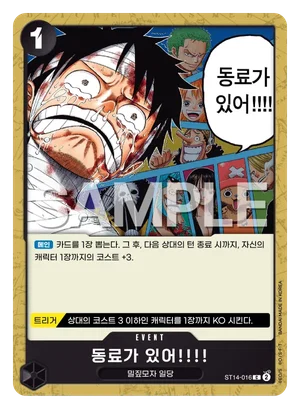 1
동료가
있어!!!!
SAMPLE
메인 카드를 1장 뽑는다. 그 후, 다음 상대의 턴 종료 시까지, 자신의
캐릭터 1장까지의 코스트 +3.
트리거 상대의 코스트 3 이하인 캐릭터를 1장까지 KO 시킨다.
EVENT
동료가 있어!!!!
밀짚모자 일당
ST14-016 C 2